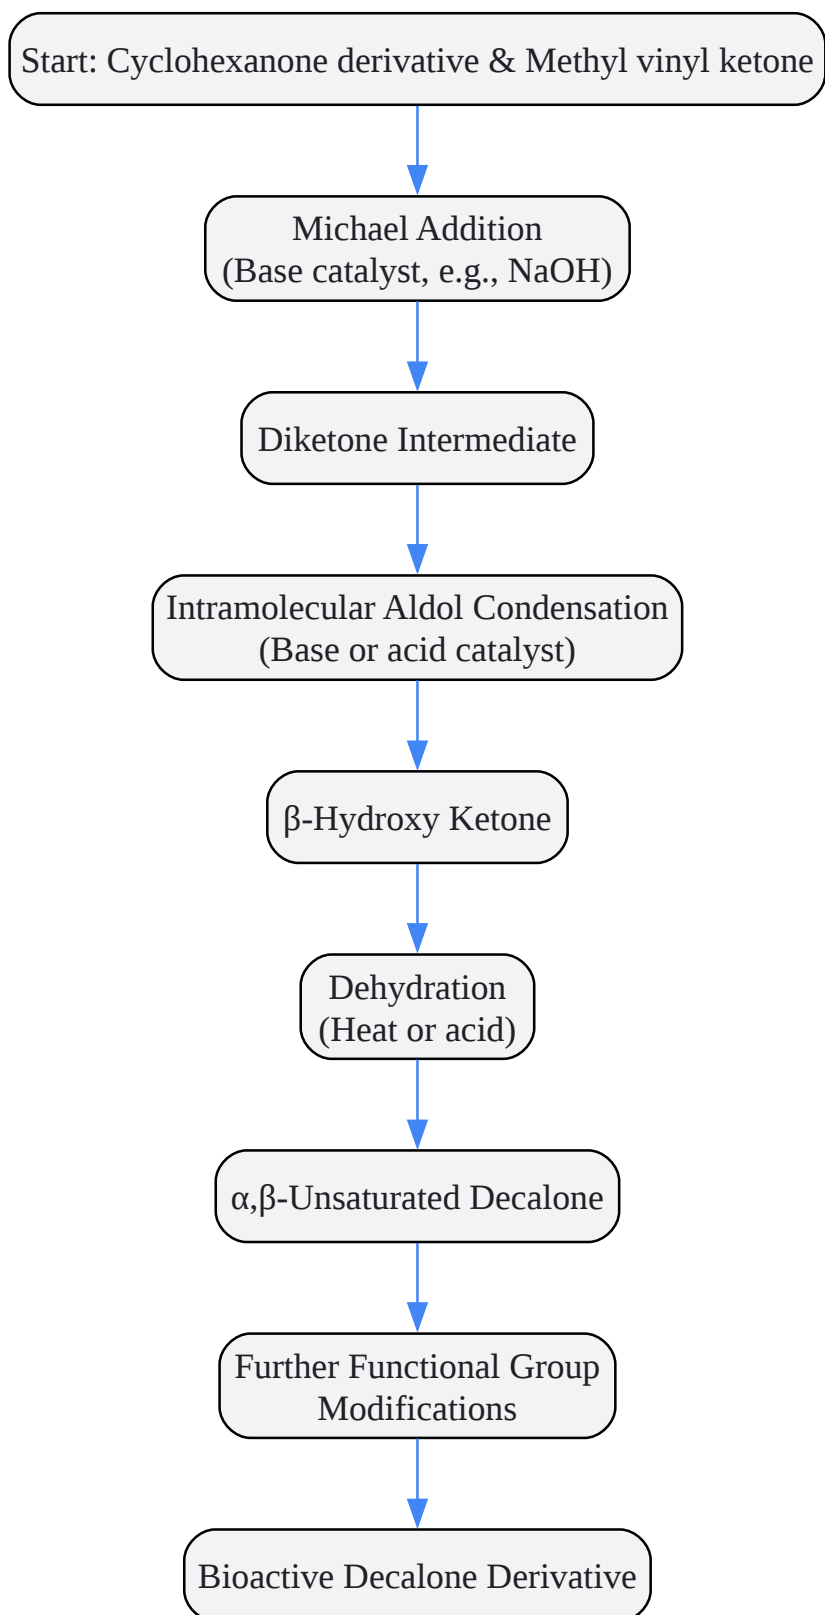 Start: Cyclohexanone derivative & Methyl vinyl ketone
Michael Addition
(Base catalyst, e.g., NaOH)
Diketone Intermediate
Intramolecular Aldol Condensation
(Base or acid catalyst)
β-Hydroxy Ketone
Dehydration
(Heat or acid)
α,β-Unsaturated Decalone
Further Functional Group
Modifications
Bioactive Decalone Derivative